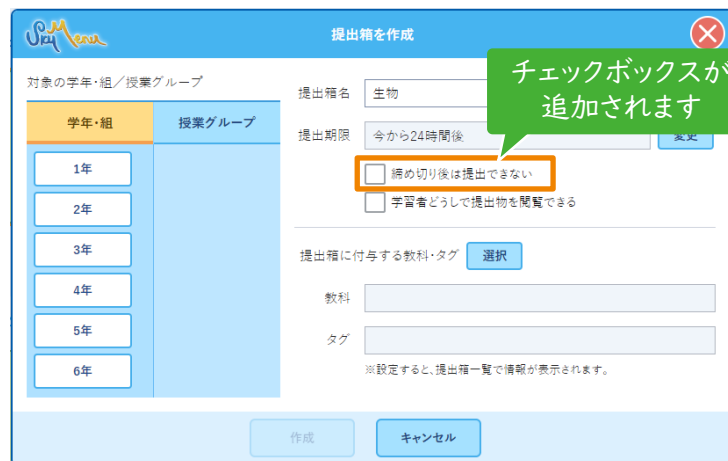 SkyMenu
提出箱を作成
チェックボックスが
追加されます
対象の学年・組／授業グループ
学年・組
授業グループ
1年
2年
3年
4年
5年
6年
提出箱名
生物
提出期限
今から24時間後
変更
締め切り後は提出できない
学習者どうしで提出物を閲覧できる
提出箱に付与する教科・タグ
選択
教科
タグ
※設定すると、提出箱一覧で情報が表示されます。
作成
キャンセル